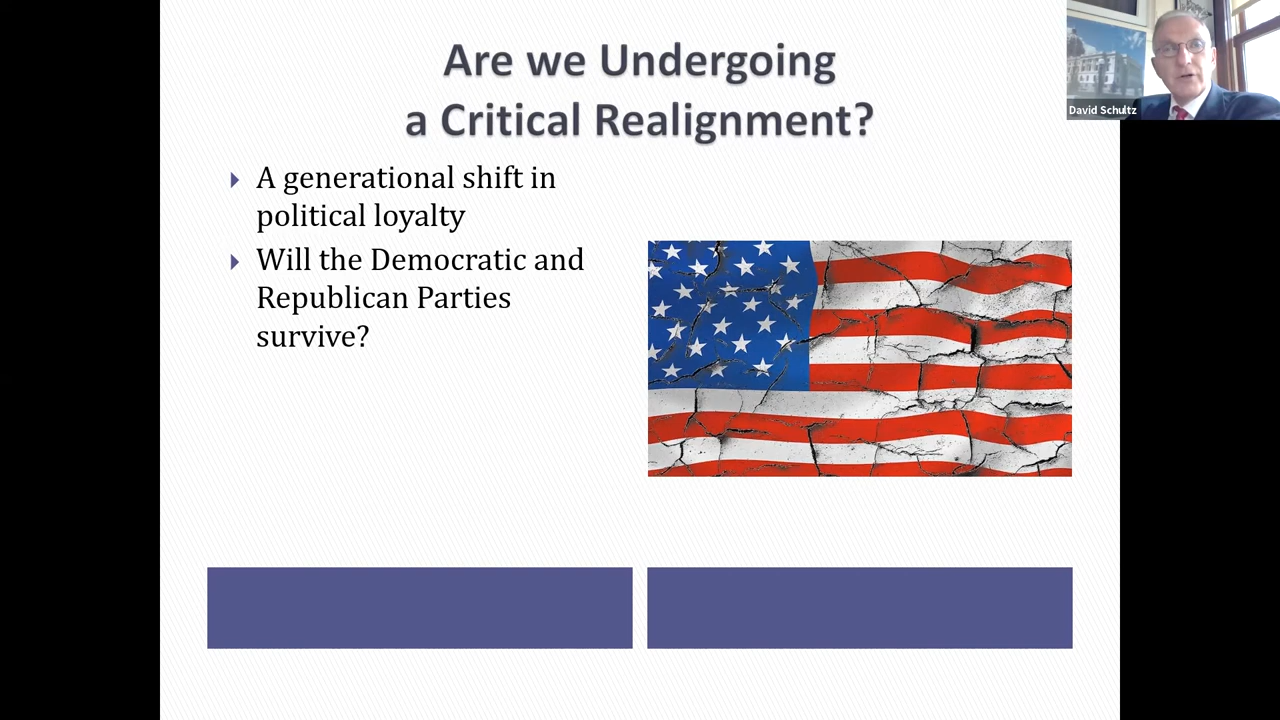 Are we Undergoing
a Critical Realignment?
David Schultz
A generational shift in
political loyalty
Will the Democratic and
Republican Parties
survive?